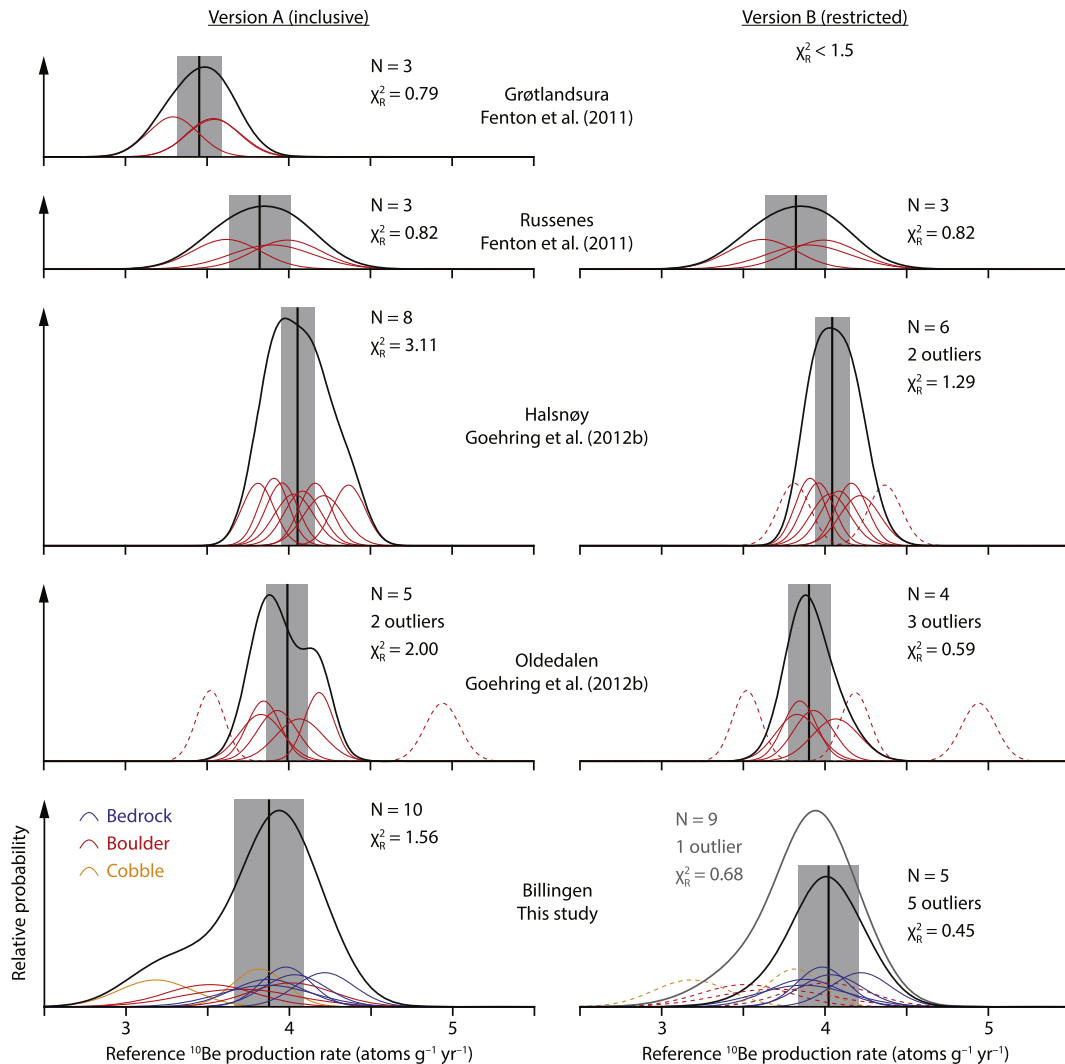 Version A (inclusive)
Version B (restricted)
N = 3
χ²R = 0.79
Grøtlandsura
Fenton et al. (2011)
χ²R < 1.5
N = 3
χ²R = 0.82
Russenes
Fenton et al. (2011)
N = 3
χ²R = 0.82
N = 8
χ²R = 3.11
Halsnøy
Goehring et al. (2012b)
N = 6
2 outliers
χ²R = 1.29
N = 5
2 outliers
χ²R = 2.00
Oldedalen
Goehring et al. (2012b)
N = 4
3 outliers
χ²R = 0.59
Relative probability
Bedrock
Boulder
Cobble
N = 10
χ²R = 1.56
Billingen
This study
N = 9
1 outlier
χ²R = 0.68
N = 5
5 outliers
χ²R = 0.45
3 4 5
3 4 5
Reference ¹⁰Be production rate (atoms g⁻¹ yr⁻¹)
Reference ¹⁰Be production rate (atoms g⁻¹ yr⁻¹)